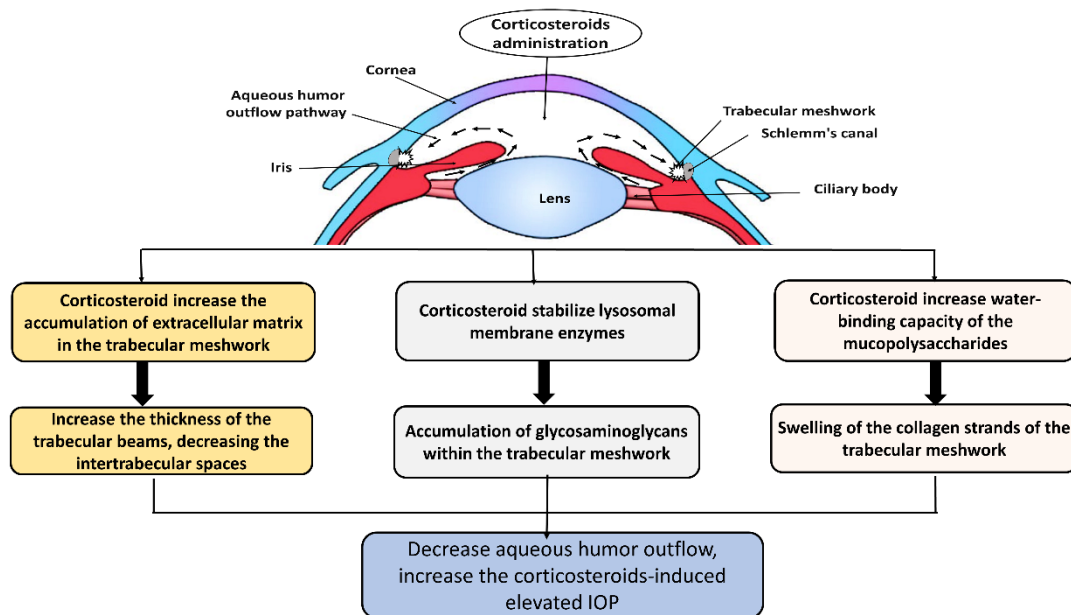 Corticosteroids
administration
Cornea
Aqueous humor
outflow pathway
Trabecular meshwork
Schlemm's canal
Iris
Ciliary body
Lens
Corticosteroid increase the
accumulation of extracellular matrix
in the trabecular meshwork
Corticosteroid stabilize lysosomal
membrane enzymes
Corticosteroid increase water-
binding capacity of the
mucopolysaccharides
Increase the thickness of the
trabecular beams, decreasing the
intertrabecular spaces
Accumulation of glycosaminoglycans
within the trabecular meshwork
Swelling of the collagen strands of the
trabecular meshwork
Decrease aqueous humor outflow,
increase the corticosteroids-induced
elevated IOP